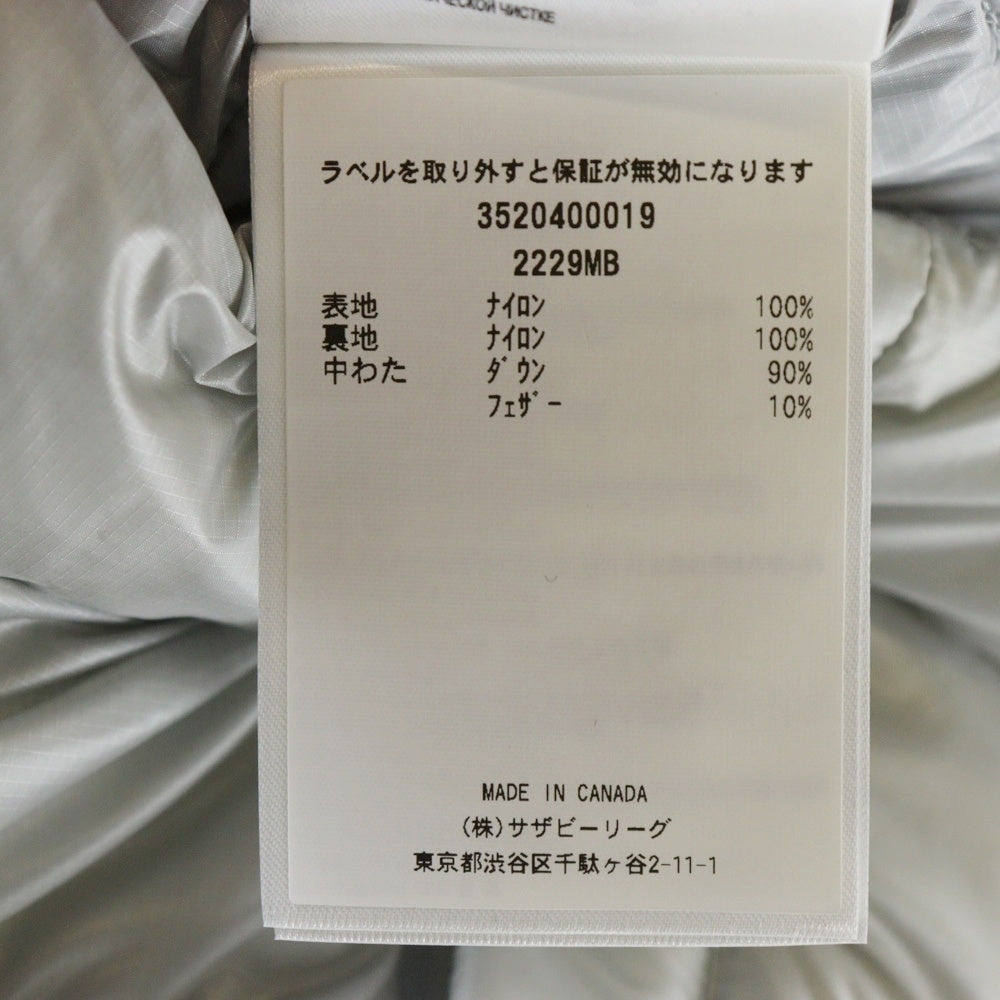 ЧИСТКЕ
ラベルを取り外すと保証が無効になります
3520400019
2229MB
表地 ナイロン 100%
裏地 ナイロン 100%
中わた ダウン 90%
フェザー 10%
MADE IN CANADA
(株)サザビーリーグ
東京都渋谷区千駄ヶ谷2-11-1